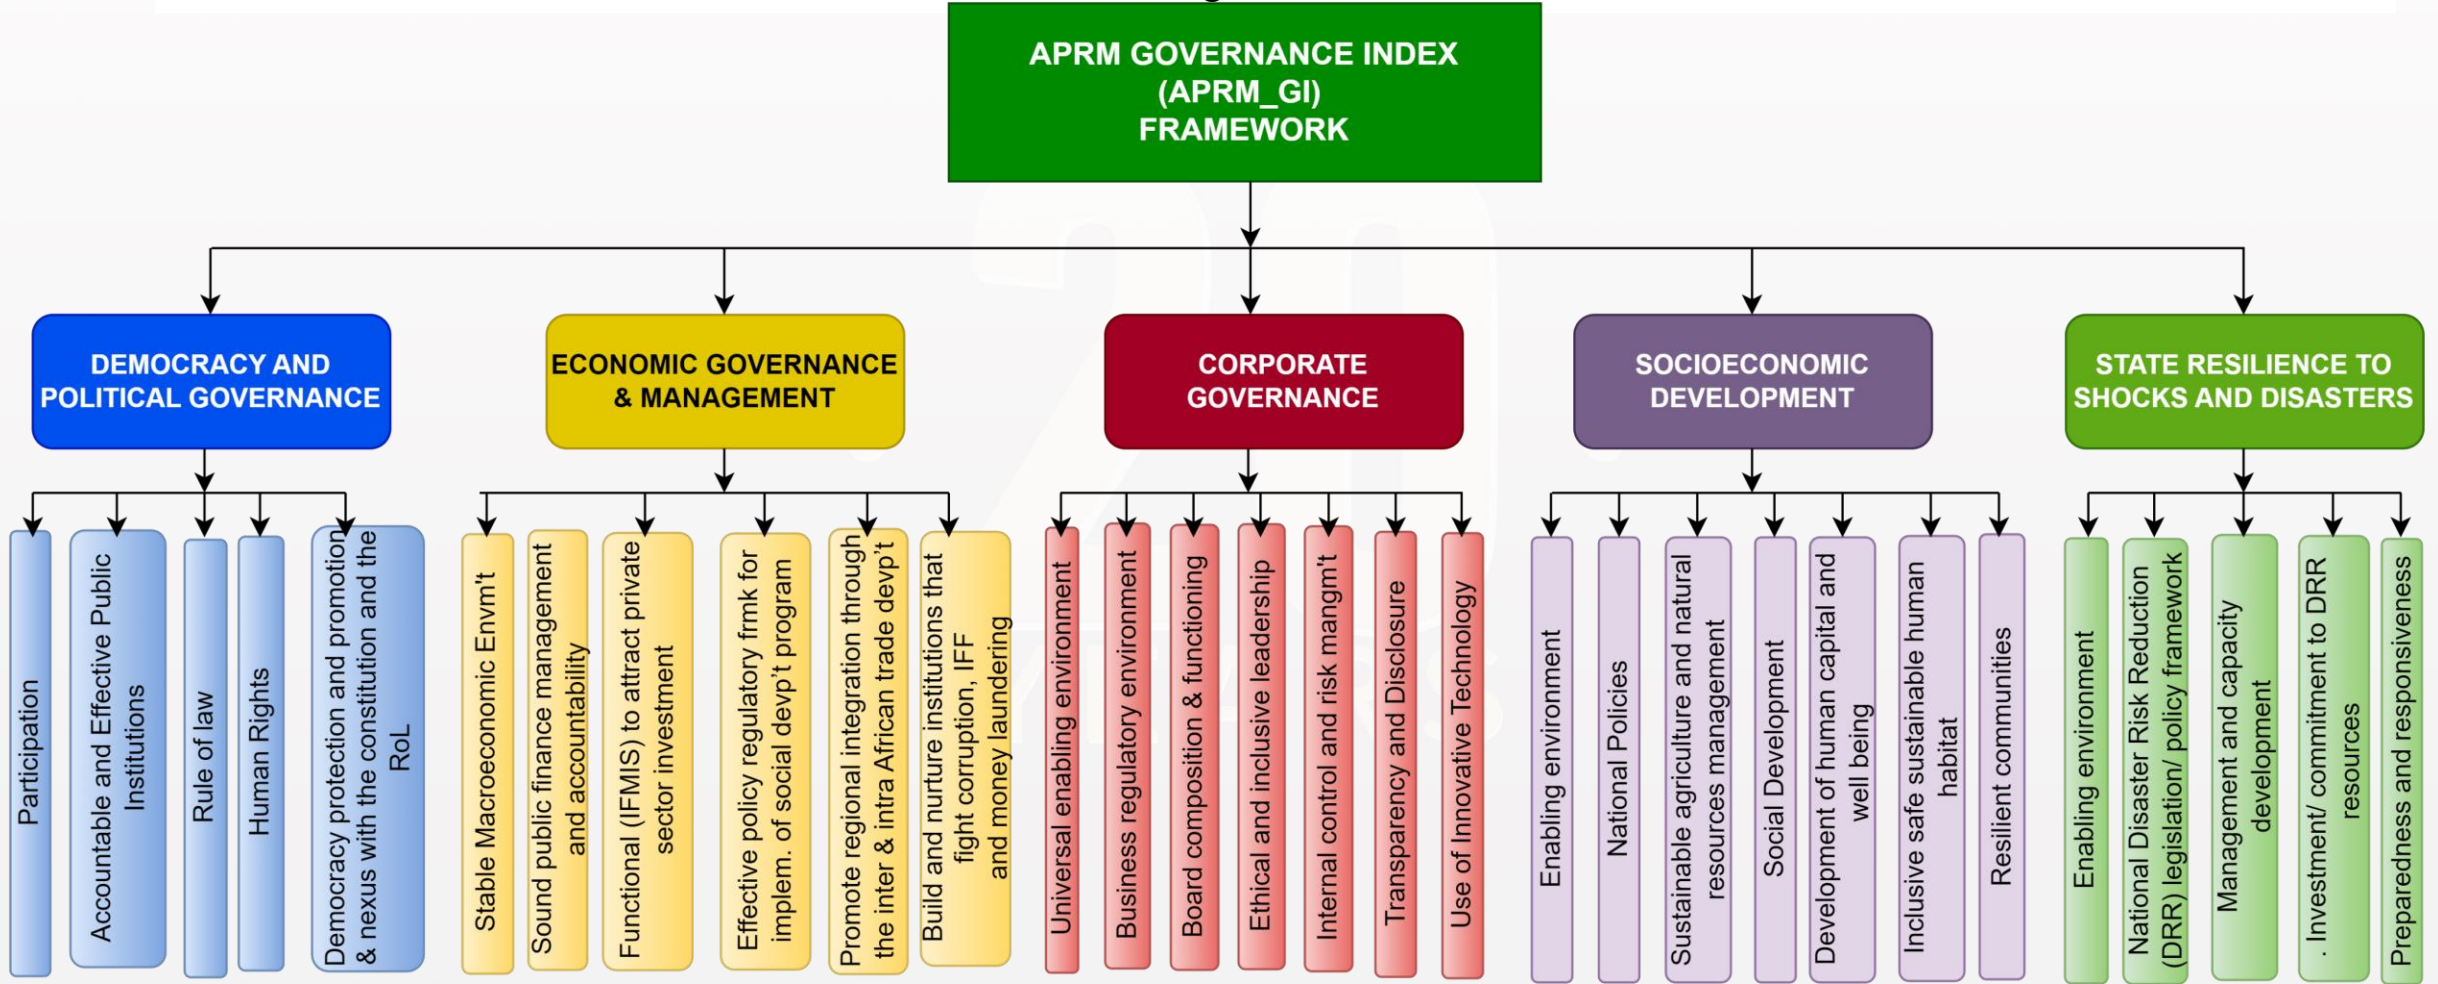 APRM GOVERNANCE INDEX
(APRM_GI)
FRAMEWORK
DEMOCRACY AND
POLITICAL GOVERNANCE
ECONOMIC GOVERNANCE
& MANAGEMENT
CORPORATE
GOVERNANCE
SOCIOECONOMIC
DEVELOPMENT
STATE RESILIENCE TO
SHOCKS AND DISASTERS
Participation
Accountable and Effective Public
Institutions
Rule of law
Human Rights
Democracy protection and promotion
& nexus with the constitution and the
RoL
Stable Macroeconomic Envm't
Sound public finance management
and accountability
Functional (IFMIS) to attract private
sector investment
Effective policy regulatory frmk for
implem. of social devp't program
Promote regional integration through
the inter & intra African trade devp't
Build and nurture institutions that
fight corruption, IFF
and money laundering
Universal enabling environment
Business regulatory environment
Board composition & functioning
Ethical and inclusive leadership
Internal control and risk mangm't
Transparency and Disclosure
Use of Innovative Technology
Enabling environment
National Policies
Sustainable agriculture and natural
resources management
Social Development
Development of human capital and
well being
Inclusive safe sustainable human
habitat
Resilient communities
Enabling environment
National Disaster Risk Reduction
(DRR) legislation/ policy framework
Management and capacity
development
. Investment/ commitment to DRR
resources
Preparedness and responsiveness
20
YEARS